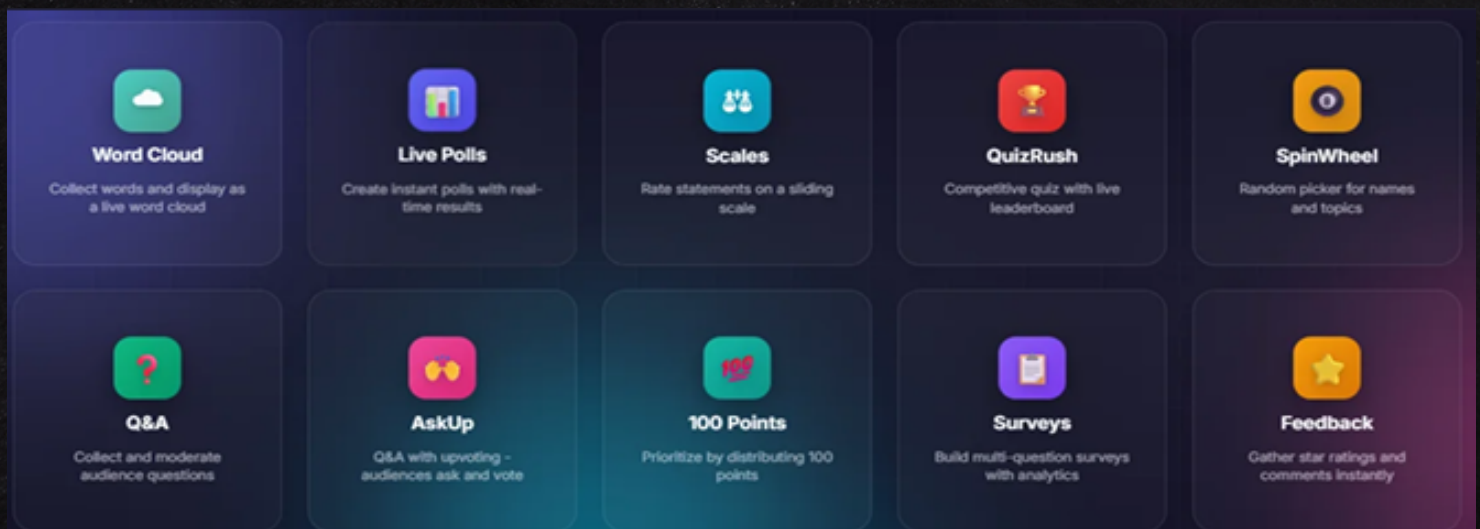 Word Cloud
Collect words and display as
a live word cloud
Live Polls
Create instant polls with real-
time results
Scales
Rate statements on a sliding
scale
QuizRush
Competitive quiz with live
leaderboard
SpinWheel
Random picker for names
and topics
Q&A
Collect and moderate
audience questions
AskUp
Q&A with upvoting -
audiences ask and vote
100
100 Points
Prioritize by distributing 100
points
Surveys
Build multi-question surveys
with analytics
Feedback
Gather star ratings and
comments instantly